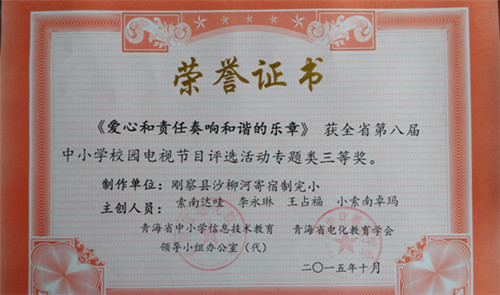 荣誉证书
《爱心和责任奏响和谐的乐章》 获全省第八届
中小学校园电视节目评选活动专题类三等奖。
制作单位：刚察县沙柳河寄宿制完小
主创人员：索南达哇 李永琳 王占福 小索南卓玛
青海省中小学信息技术教育 青海省电化教育学会
领导小组办公室（代）
二〇一五年十月